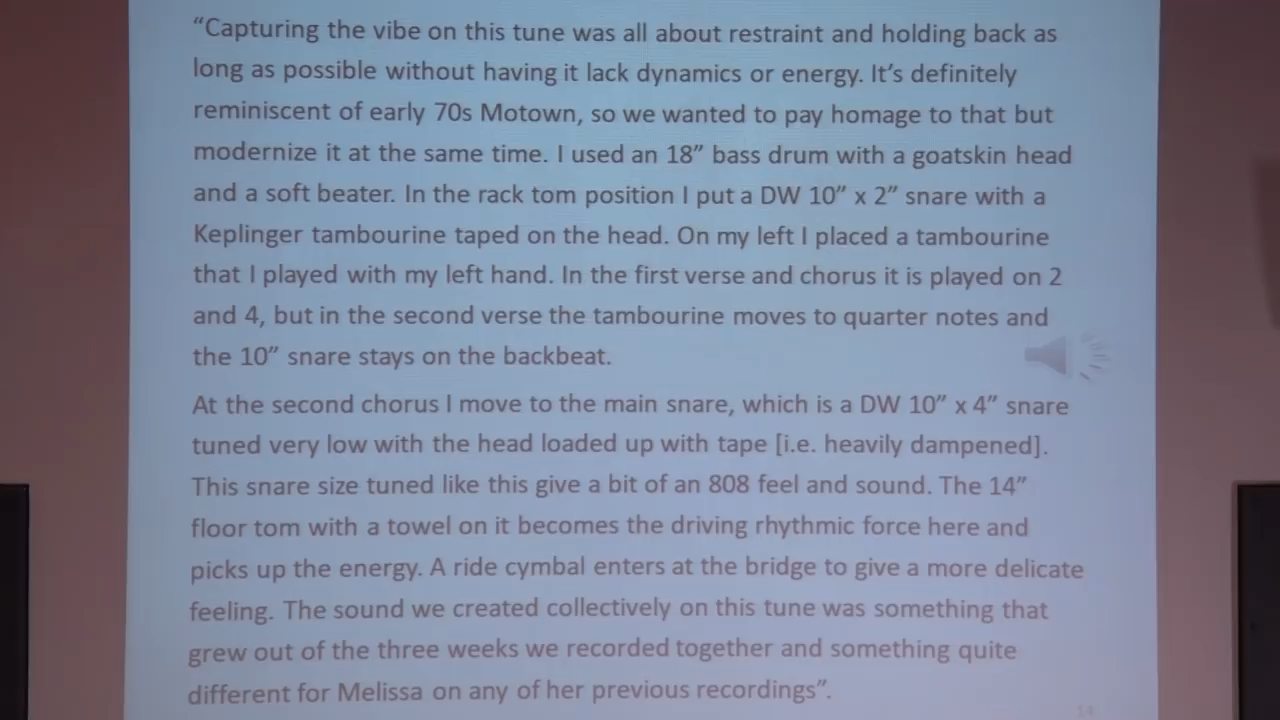 “Capturing the vibe on this tune was all about restraint and holding back as
long as possible without having it lack dynamics or energy. It’s definitely
reminiscent of early 70s Motown, so we wanted to pay homage to that but
modernize it at the same time. I used an 18” bass drum with a goatskin head
and a soft beater. In the rack tom position I put a DW 10” x 2” snare with a
Keplinger tambourine taped on the head. On my left I placed a tambourine
that I played with my left hand. In the first verse and chorus it is played on 2
and 4, but in the second verse the tambourine moves to quarter notes and
the 10” snare stays on the backbeat.
At the second chorus I move to the main snare, which is a DW 10” x 4” snare
tuned very low with the head loaded up with tape [i.e. heavily dampened].
This snare size tuned like this give a bit of an 808 feel and sound. The 14”
floor tom with a towel on it becomes the driving rhythmic force here and
picks up the energy. A ride cymbal enters at the bridge to give a more delicate
feeling. The sound we created collectively on this tune was something that
grew out of the three weeks we recorded together and something quite
different for Melissa on any of her previous recordings”.
14